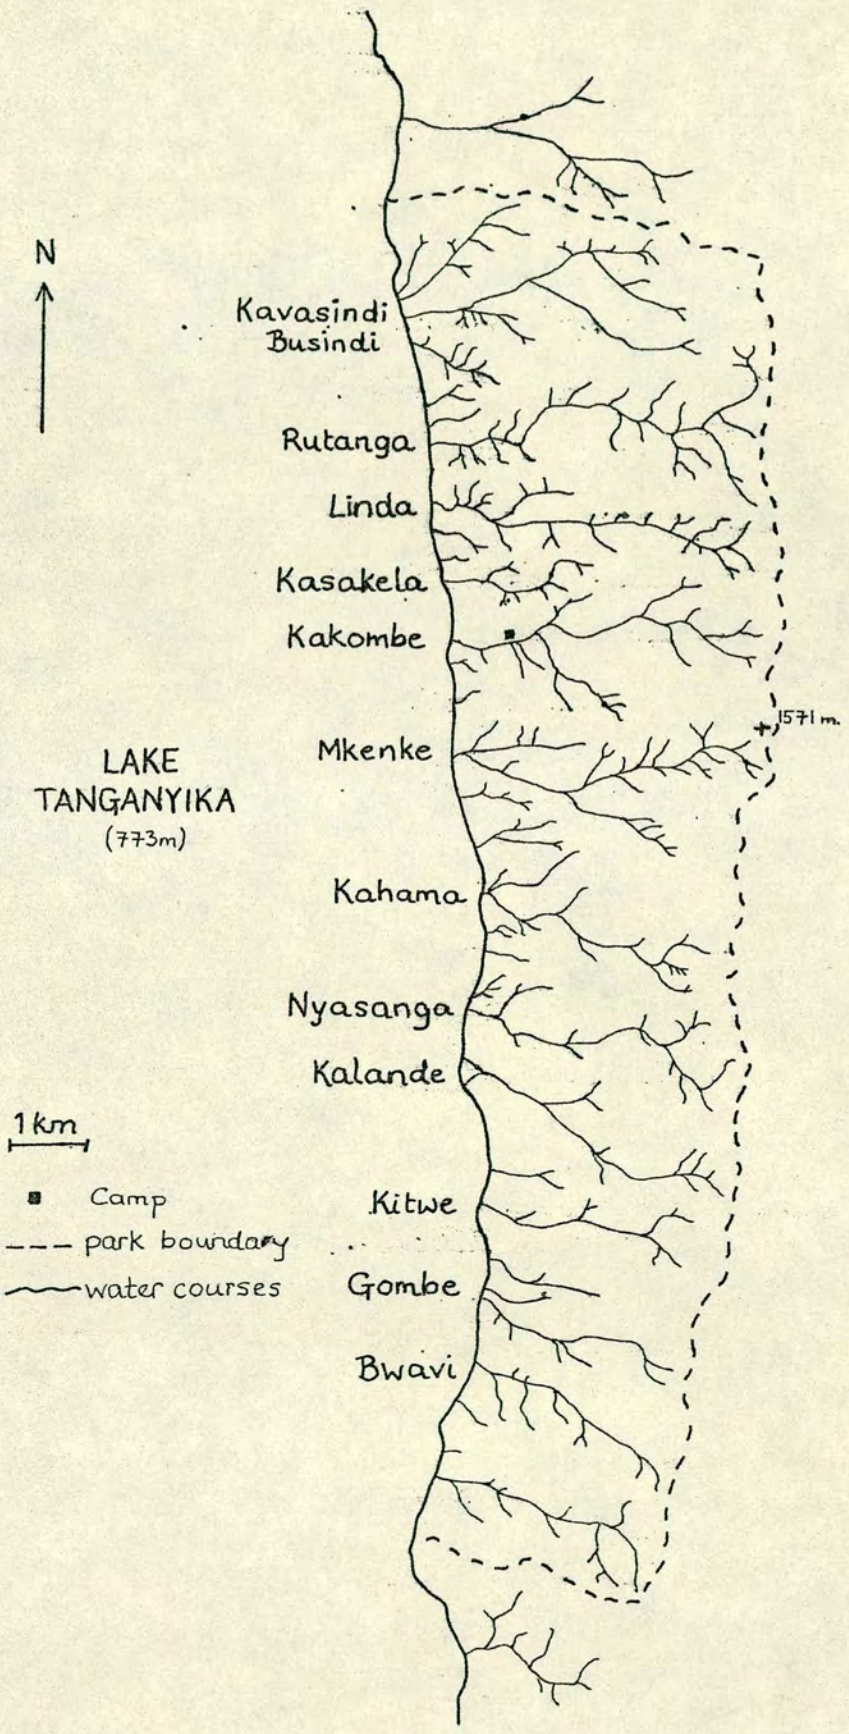 N
Kavasindi
Busindi
Rutanga
Linda
Kasakela
Kakombe
1571 m.
Mkenke
LAKE
TANGANYIKA
(773m)
Kahama
Nyasanga
Kalande
1km
Camp
Kitwe
park boundary
Gombe
water courses
Bwavi